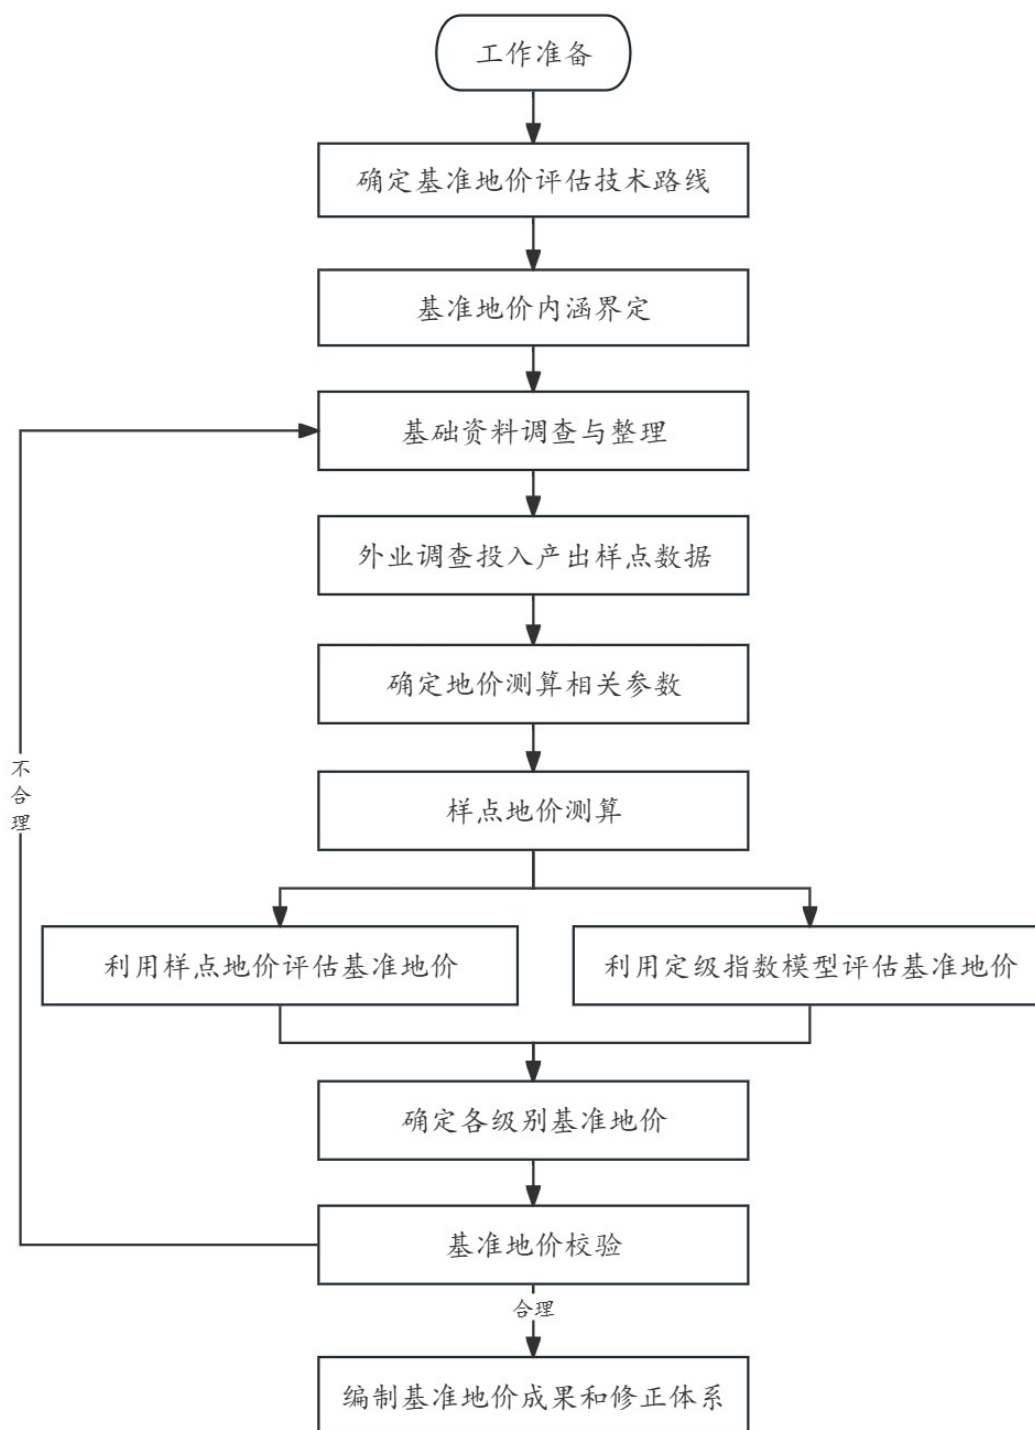 工作准备
确定基准地价评估技术路线
基准地价内涵界定
基础资料调查与整理
外业调查投入产出样点数据
确定地价测算相关参数
不
合
理
样点地价测算
利用样点地价评估基准地价
利用定级指数模型评估基准地价
确定各级别基准地价
基准地价校验
合理
编制基准地价成果和修正体系